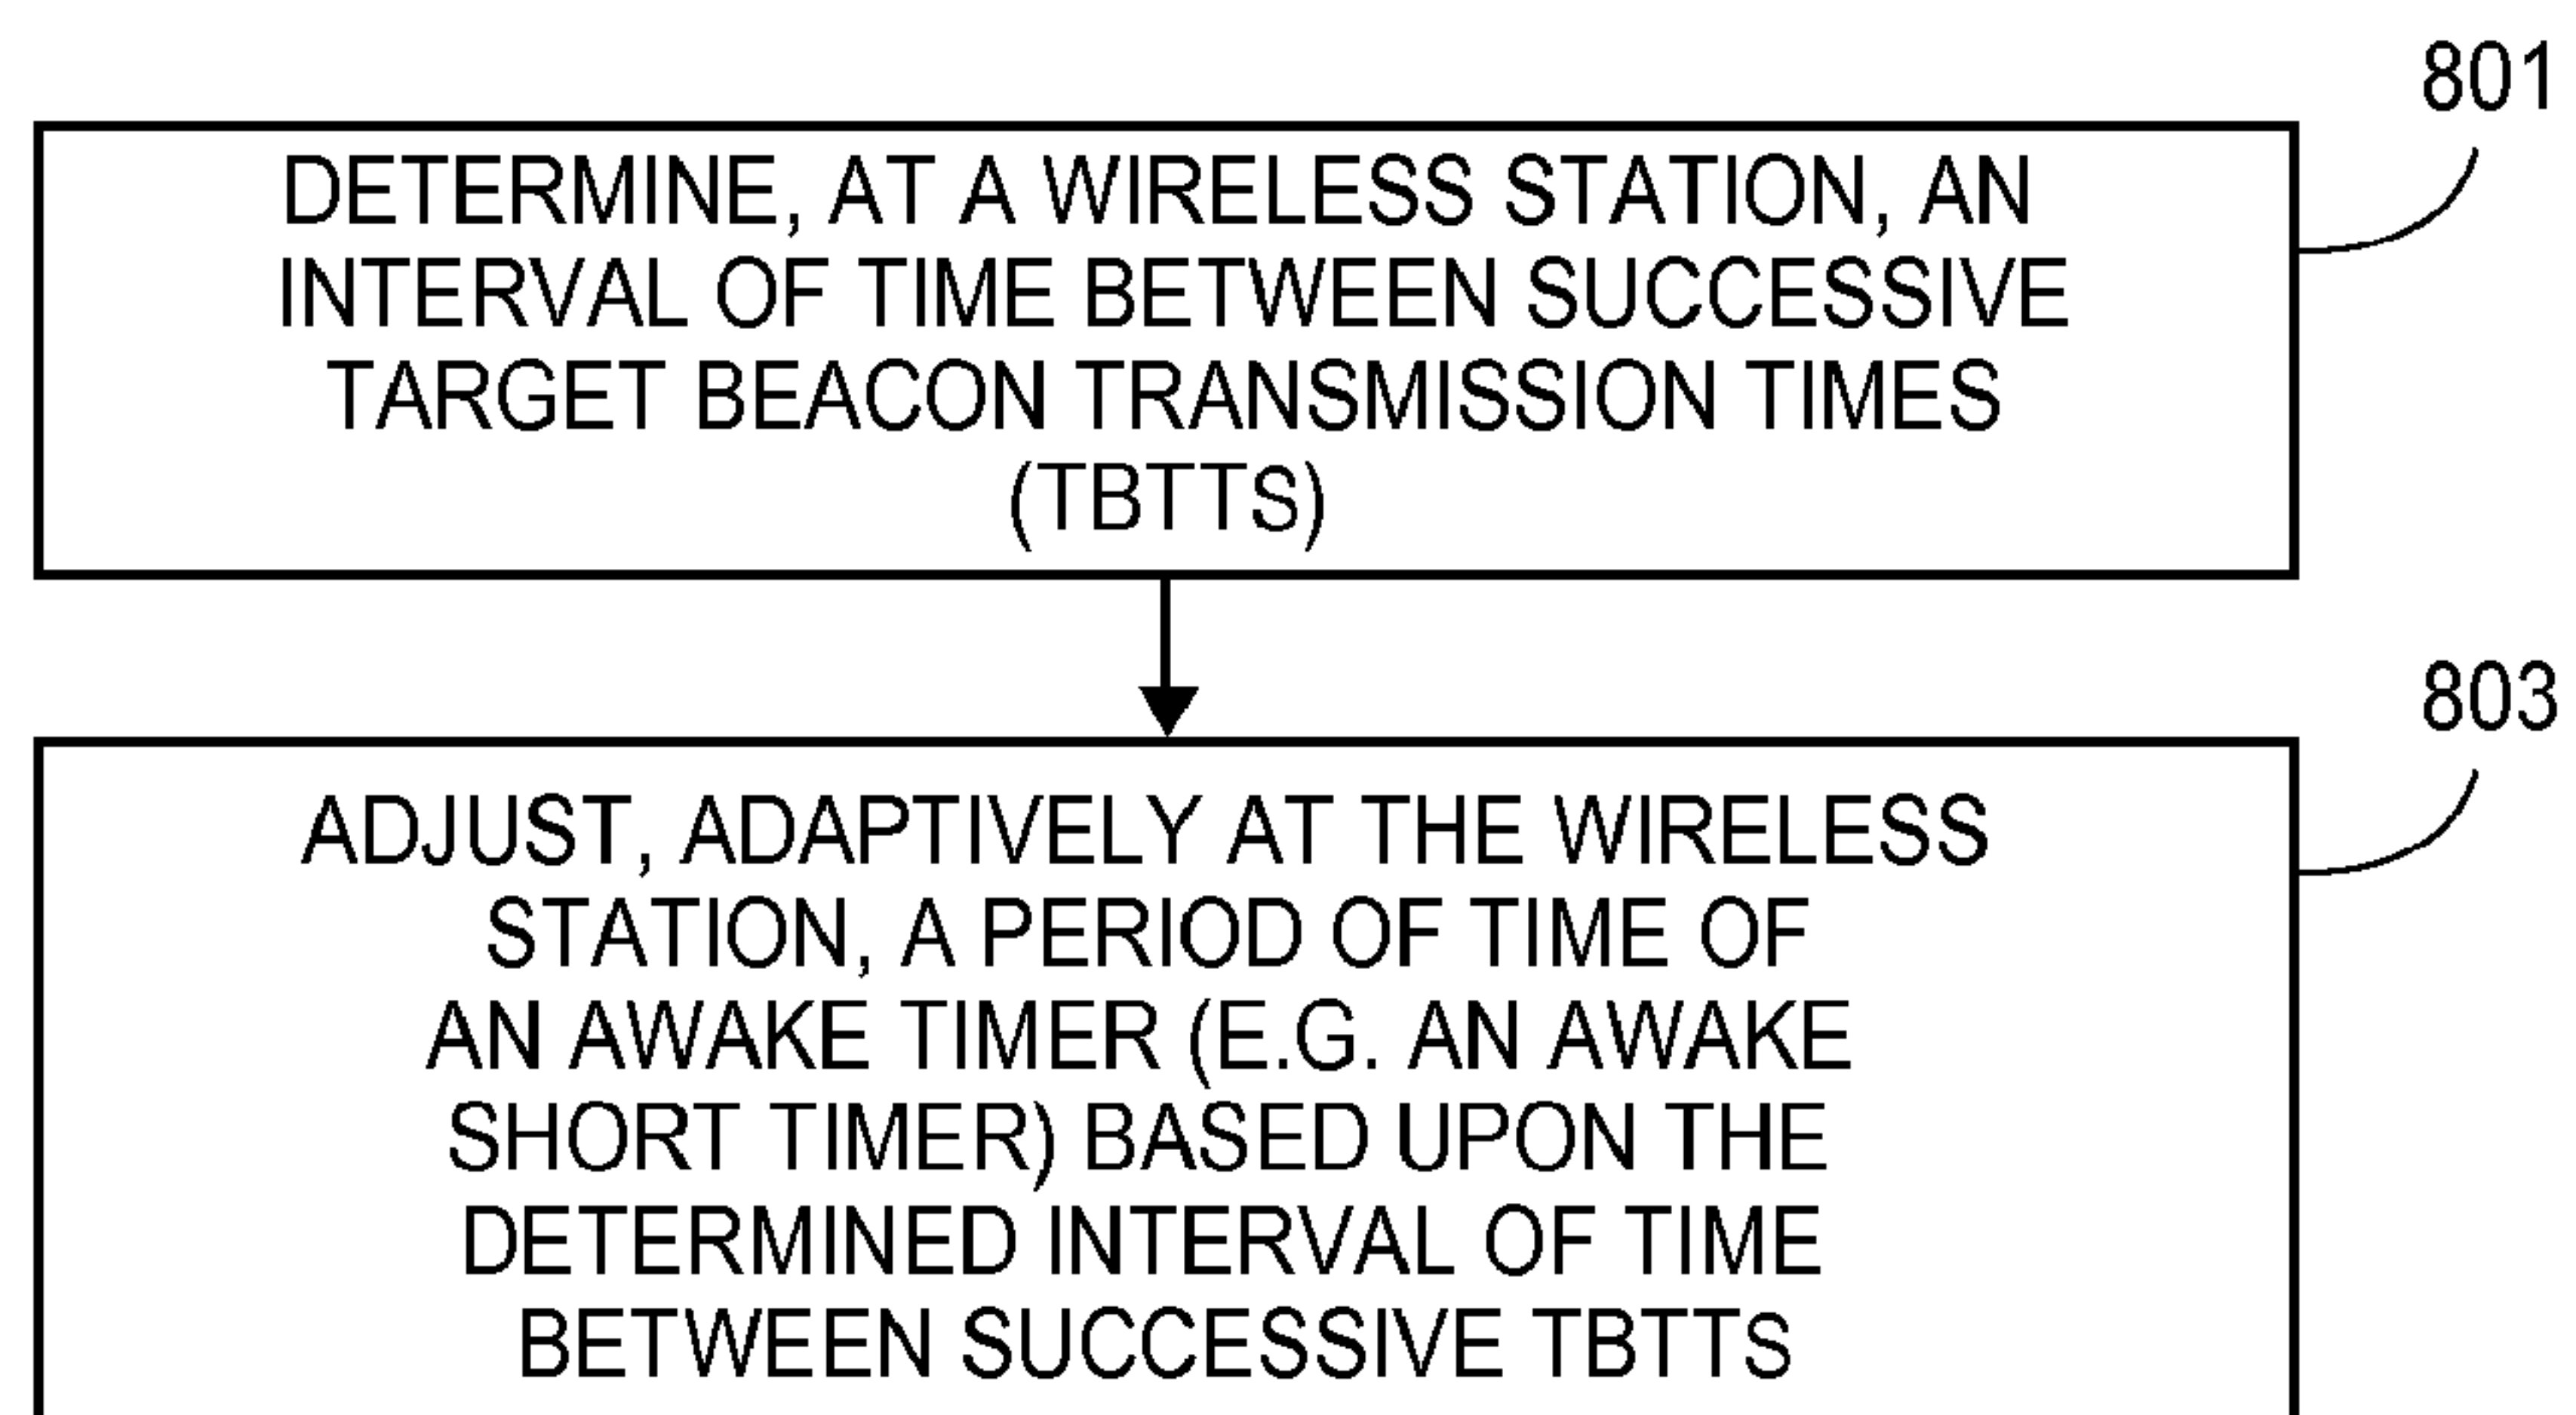 801
DETERMINE, AT A WIRELESS STATION, AN
INTERVAL OF TIME BETWEEN SUCCESSIVE
TARGET BEACON TRANSMISSION TIMES
(TBTTS)
803
ADJUST, ADAPTIVELY AT THE WIRELESS
STATION, A PERIOD OF TIME OF
AN AWAKE TIMER (E.G. AN AWAKE
SHORT TIMER) BASED UPON THE
DETERMINED INTERVAL OF TIME
BETWEEN SUCCESSIVE TBTTS